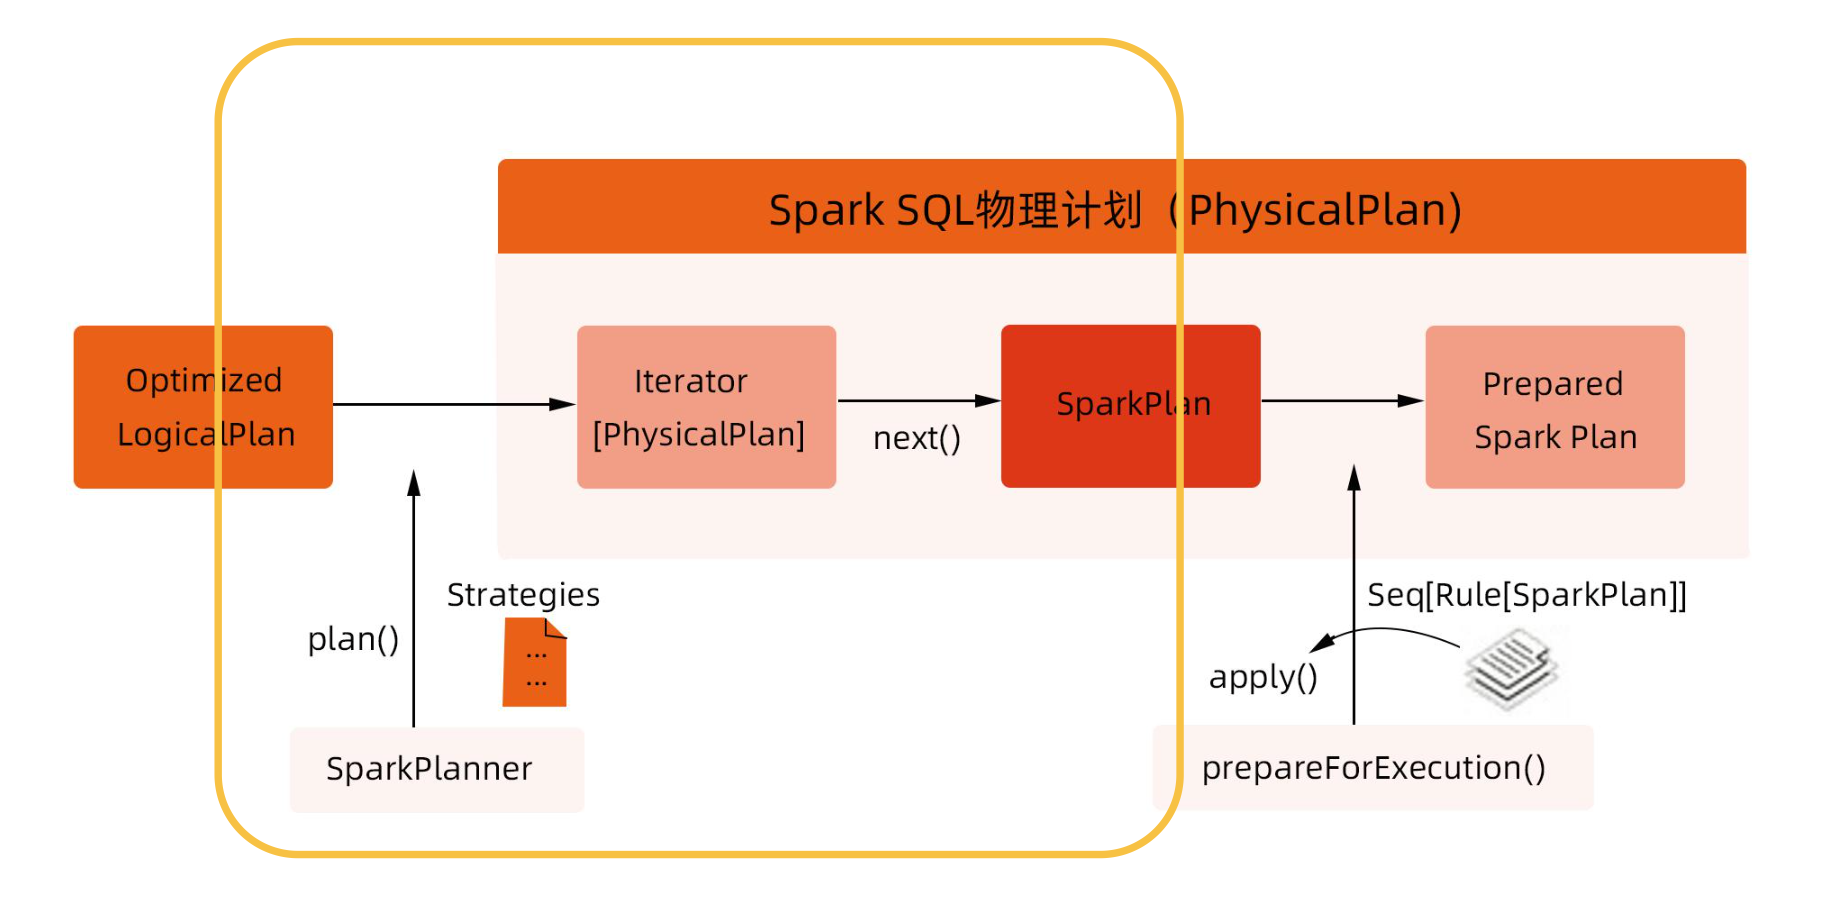 Spark SQL物理计划（PhysicalPlan)
Optimized
LogicalPlan
Iterator
[PhysicalPlan]
next()
SparkPlan
Prepared
Spark Plan
plan()
Strategies
...
...
SparkPlanner
Seq[Rule[SparkPlan]]
apply()
prepareForExecution()